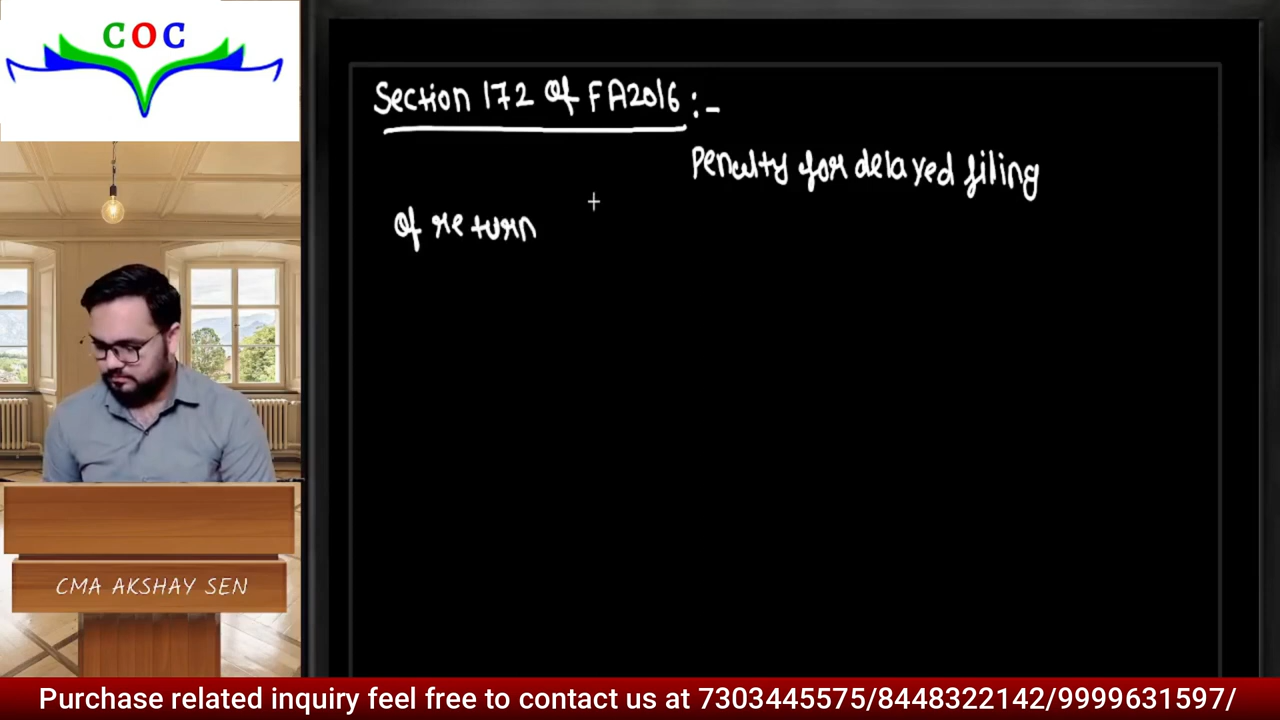 COC
Section 172 Of FA2016 :-
Penalty for delayed filing
Of return
CMA AKSHAY SEN
Purchase related inquiry feel free to contact us at 7303445575/8448322142/9999631597/